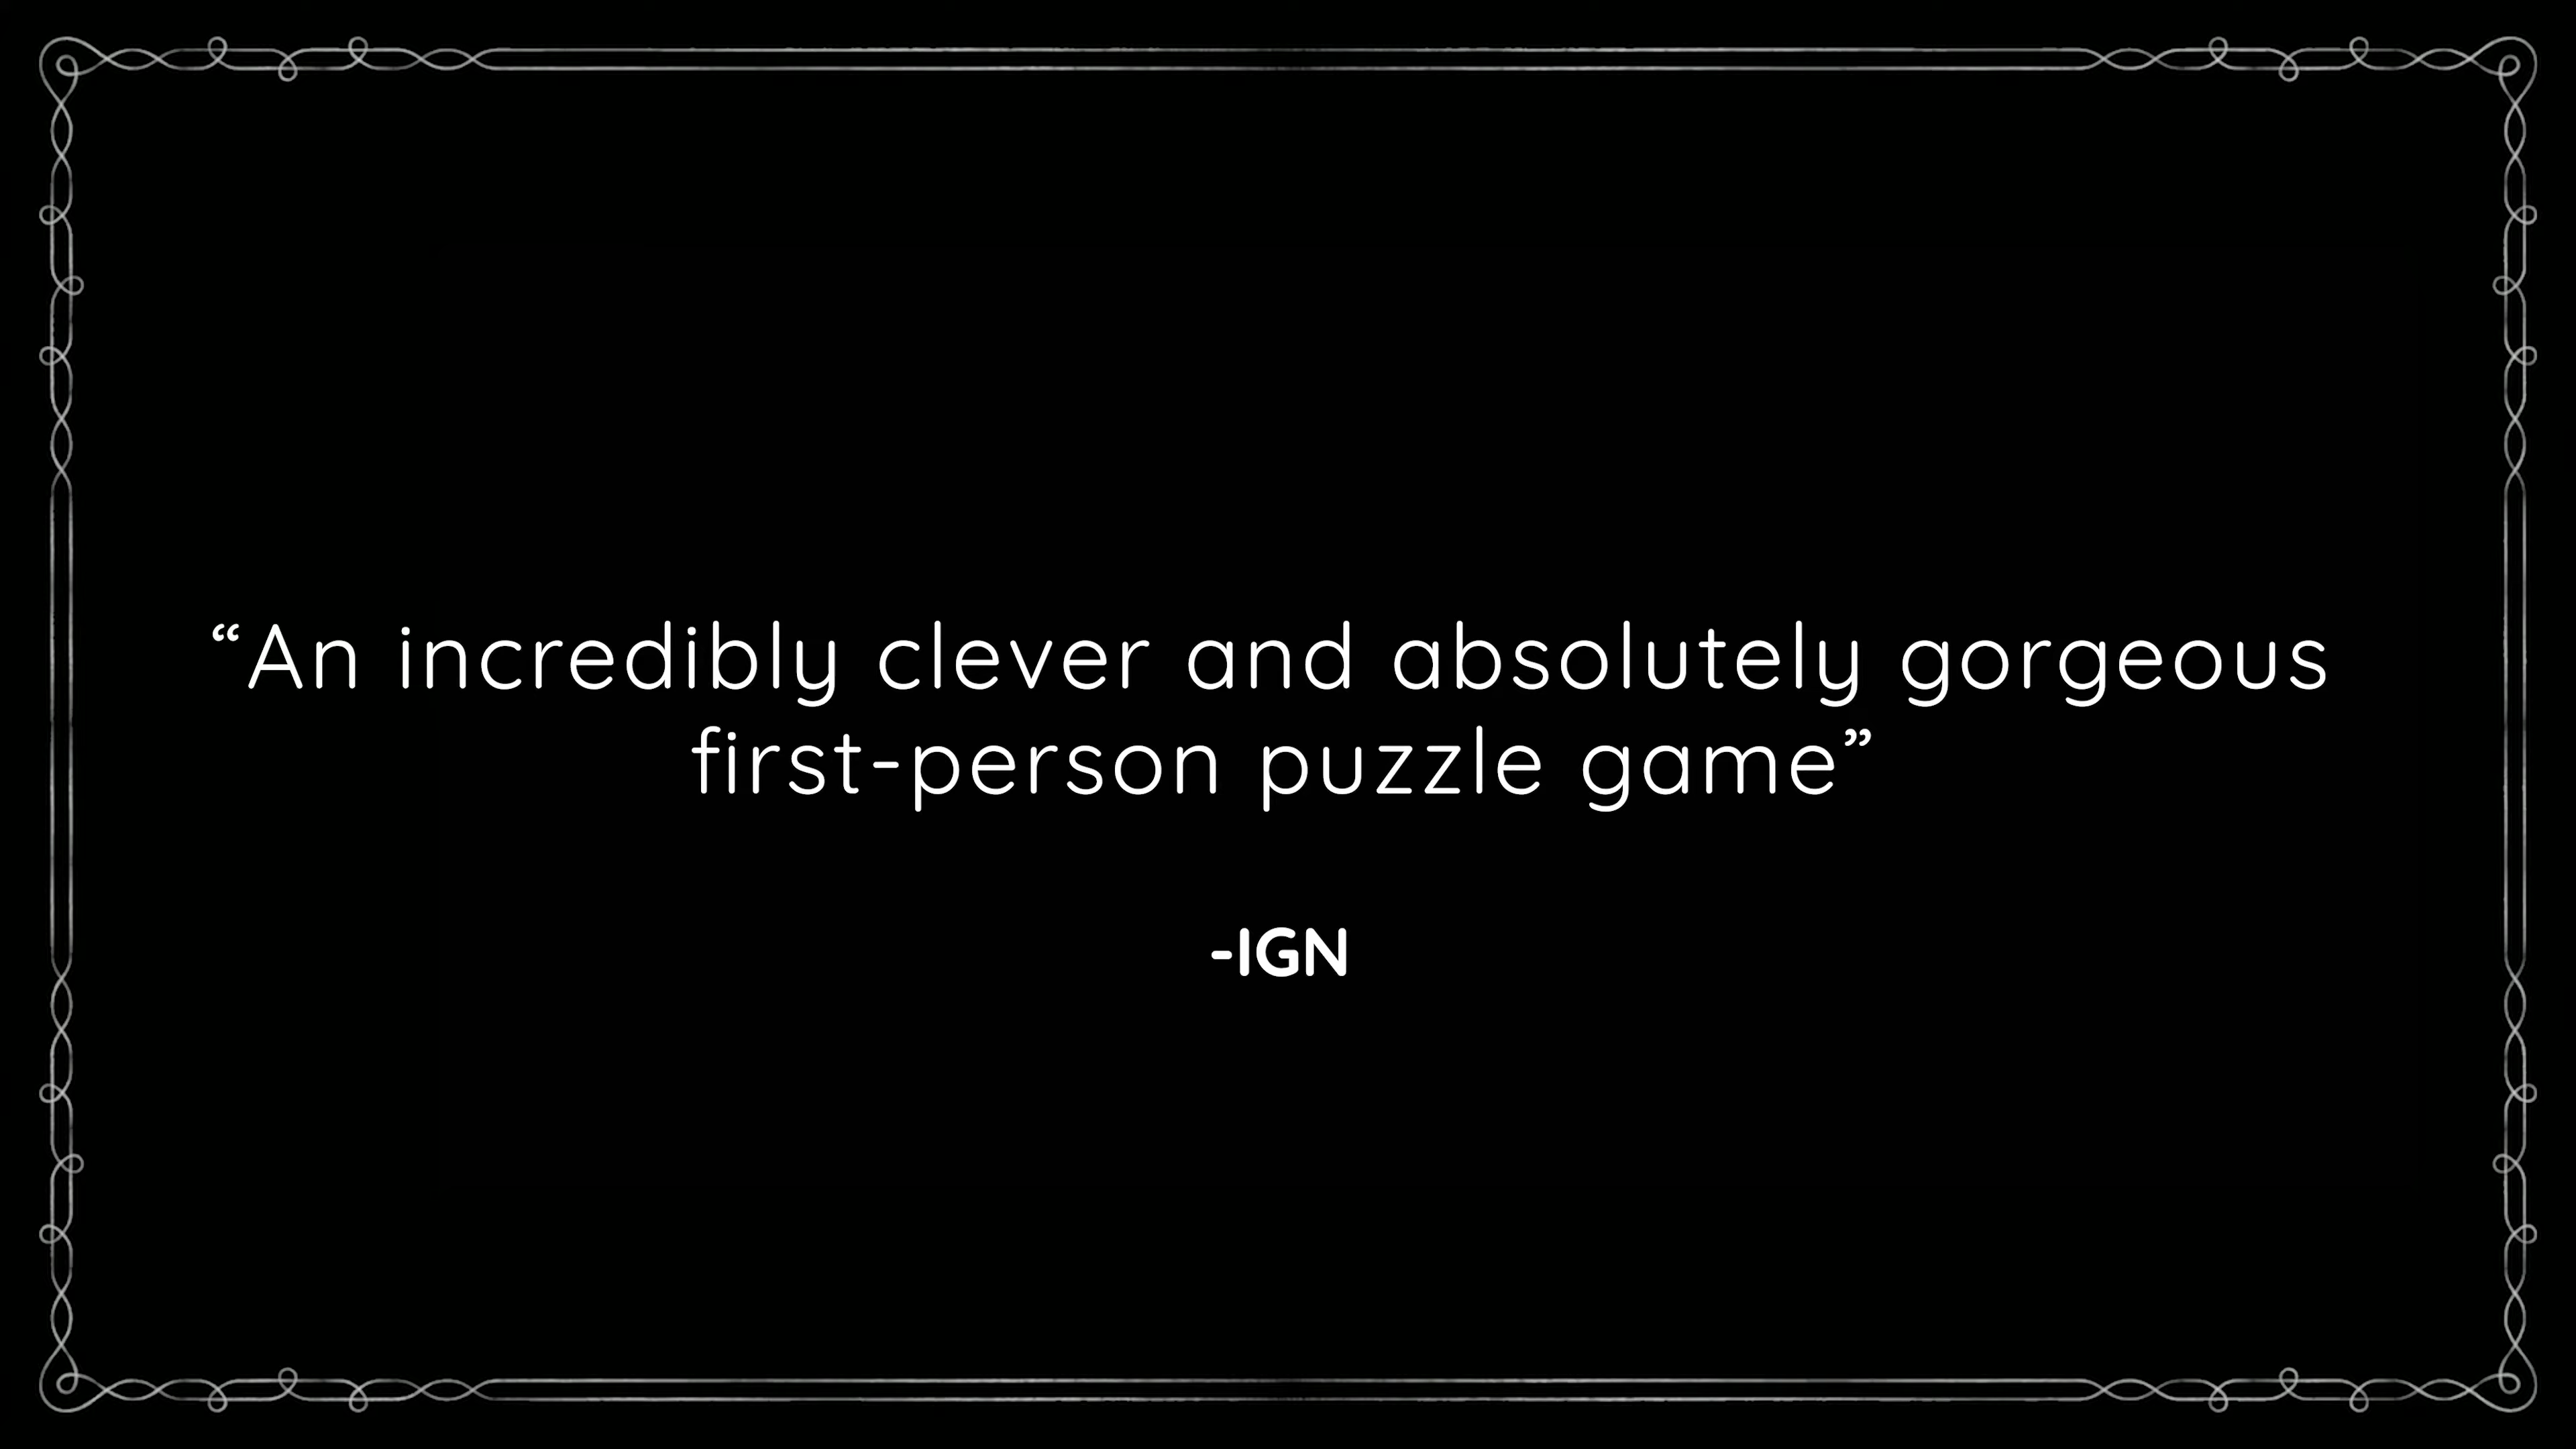 “An incredibly clever and absolutely gorgeous
first-person puzzle game”
-IGN